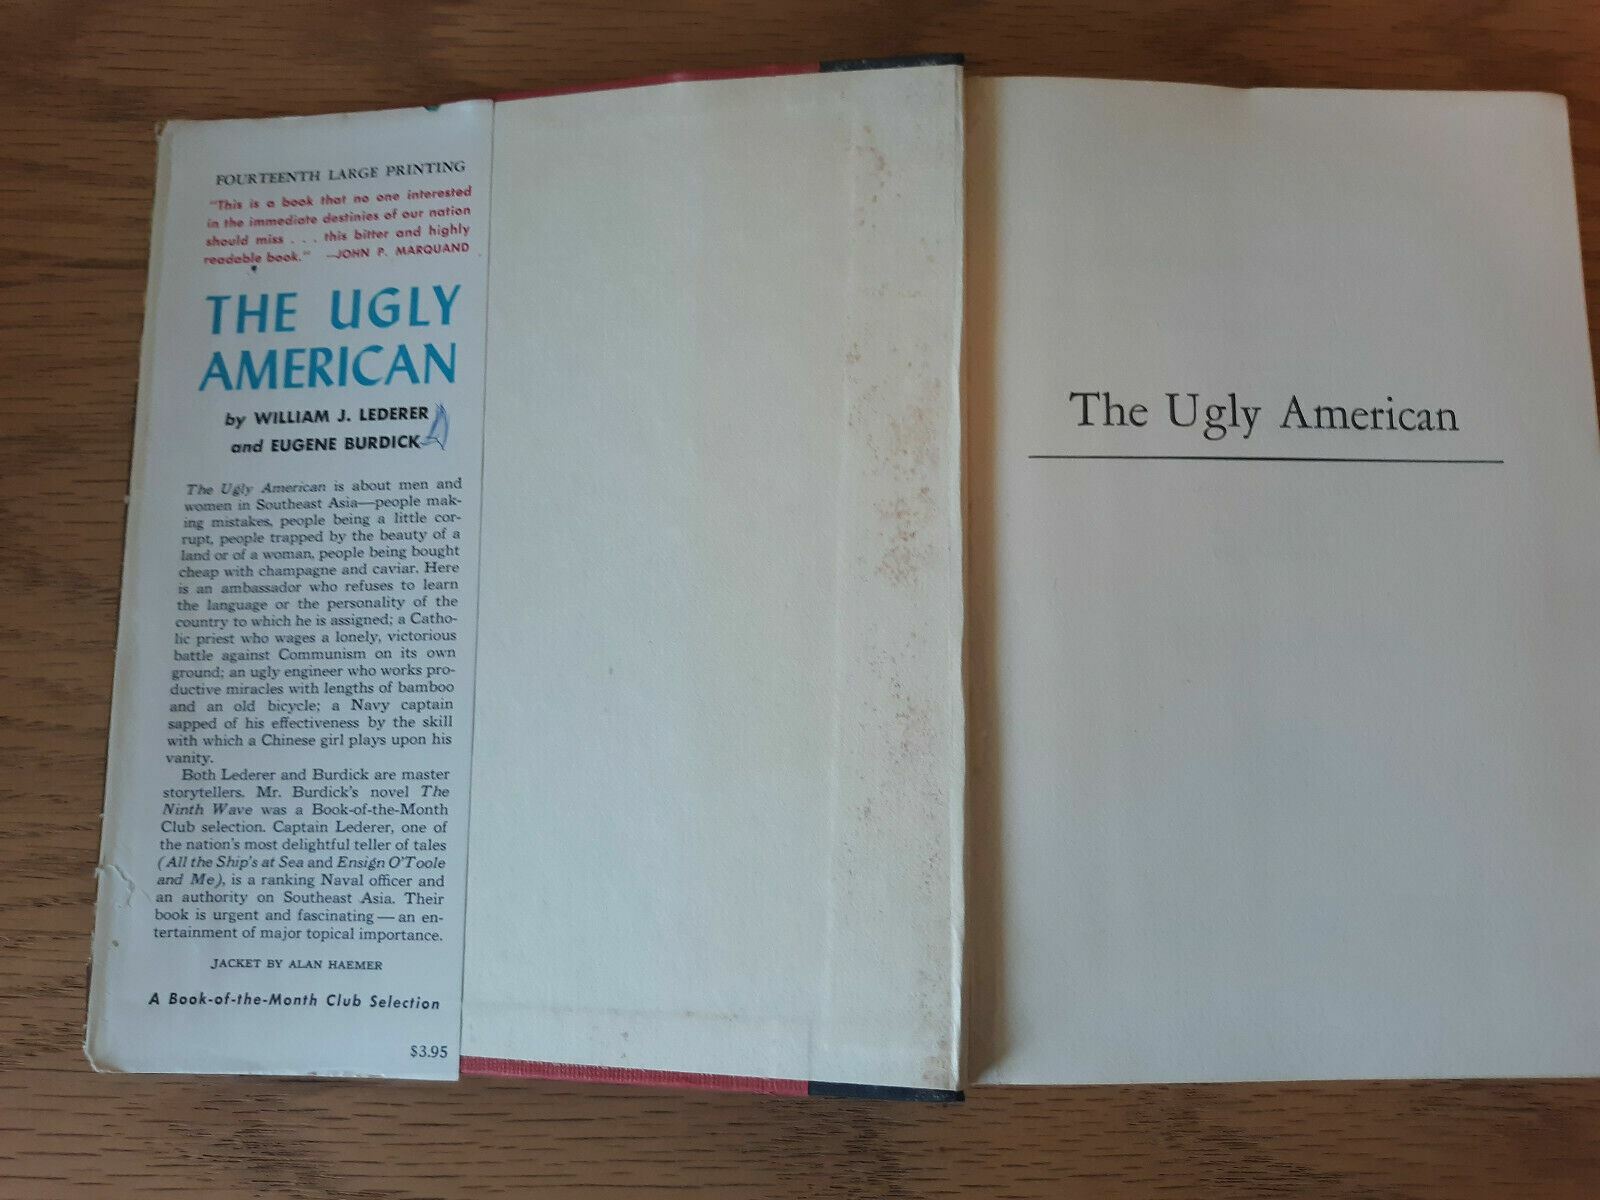 FOURTEENTH LARGE PRINTING
"This is a book that no one interested
in the immediate destinies of our nation
should miss . . . this bitter and highly
readable book." —JOHN P. MARQUAND
THE UGLY
AMERICAN
by WILLIAM J. LEDERER
and EUGENE BURDICK
The Ugly American is about men and
women in Southeast Asia—people mak-
ing mistakes, people being a little cor-
rupt, people trapped by the beauty of a
land or of a woman, people being bought
cheap with champagne and caviar. Here
is an ambassador who refuses to learn
the language or the personality of the
country to which he is assigned; a Catho-
lic priest who wages a lonely, victorious
battle against Communism on its own
ground; an ugly engineer who works pro-
ductive miracles with lengths of bamboo
and an old bicycle; a Navy captain
sapped of his effectiveness by the skill
with which a Chinese girl plays upon his
vanity.
Both Lederer and Burdick are master
storytellers. Mr. Burdick's novel The
Ninth Wave was a Book-of-the-Month
Club selection. Captain Lederer, one of
the nation's most delightful teller of tales
(All the Ship's at Sea and Ensign O'Toole
and Me), is a ranking Naval officer and
an authority on Southeast Asia. Their
book is urgent and fascinating — an en-
tertainment of major topical importance.
JACKET BY ALAN HAEMER
A Book-of-the-Month Club Selection
$3.95
The Ugly American